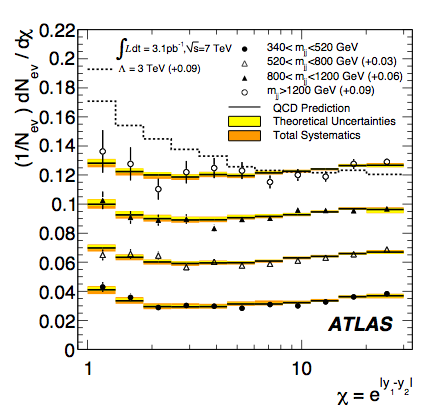 0.22
0.2
0.18
0.16
0.14
0.12
0.1
0.08
0.06
0.04
0.02
0
(1/N_ev) dN_ev / dχ
∫Ldt = 3.1pb⁻¹,√s=7 TeV
Λ = 3 TeV (+0.09)
340< m_jj <520 GeV
520< m_jj <800 GeV (+0.03)
800< m_jj <1200 GeV (+0.06)
m_jj >1200 GeV (+0.09)
QCD Prediction
Theoretical Uncertainties
Total Systematics
ATLAS
1
10
χ = e^|y₁-y₂|